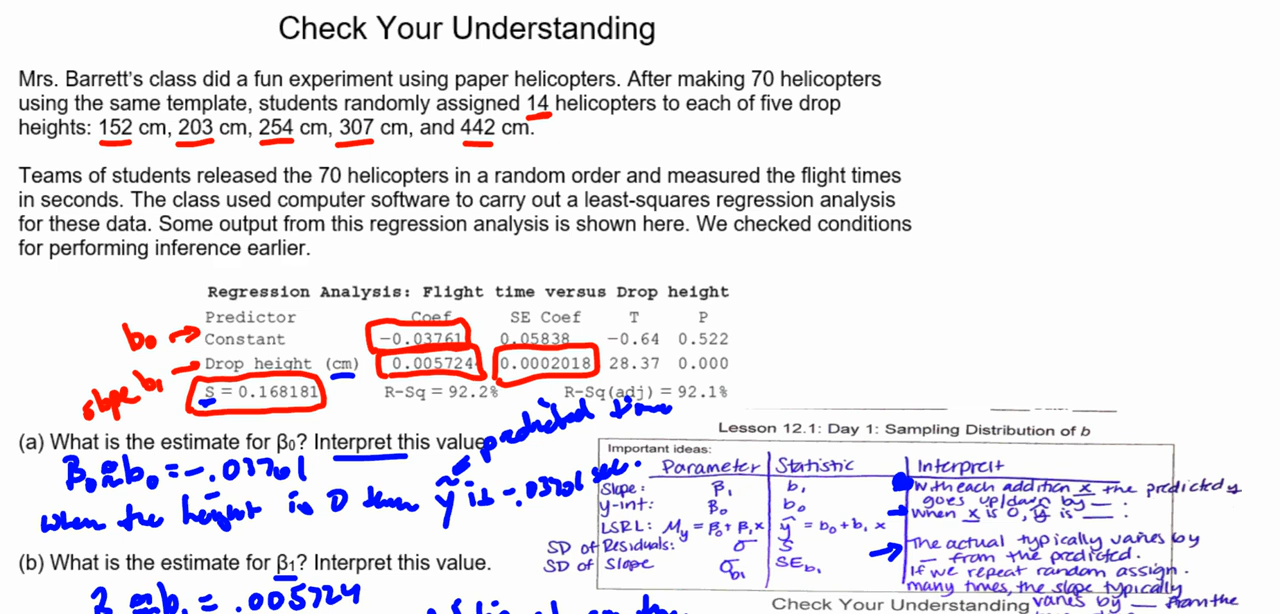 Check Your Understanding
Mrs. Barrett's class did a fun experiment using paper helicopters. After making 70 helicopters
using the same template, students randomly assigned 14 helicopters to each of five drop
heights: 152 cm, 203 cm, 254 cm, 307 cm, and 442 cm.
Teams of students released the 70 helicopters in a random order and measured the flight times
in seconds. The class used computer software to carry out a least-squares regression analysis
for these data. Some output from this regression analysis is shown here. We checked conditions
for performing inference earlier.
Regression Analysis: Flight time versus Drop height
Predictor Coef SE Coef T P
b₀ → Constant −0.03761 0.05838 −0.64 0.522
slope b₁ → Drop height (cm) 0.005724 0.0002018 28.37 0.000
S = 0.168181 R-Sq = 92.2% R-Sq(adj) = 92.1%
(a) What is the estimate for β₀? Interpret this value
predicted time
β₀ ≈ b₀ = -.03761
When the height is 0 ŷ is -.03761 sec.
(b) What is the estimate for β₁? Interpret this value.
b₁ = .005724
Lesson 12.1: Day 1: Sampling Distribution of b
Important ideas:
Parameter Statistic Interpret
Slope: β₁ b₁ With each addition x the predicted y
goes up/down by __.
y-int: β₀ b₀ When x is 0, ŷ is __.
LSRL: My = β₀ + β₁x ŷ = b₀ + b₁x
SD of Residuals: σ S The actual typically varies by
__ from the predicted.
SD of Slope σb₁ SEb₁ If we repeat random assign.
many times, the slope typically
varies by __ from the
Check Your Understanding